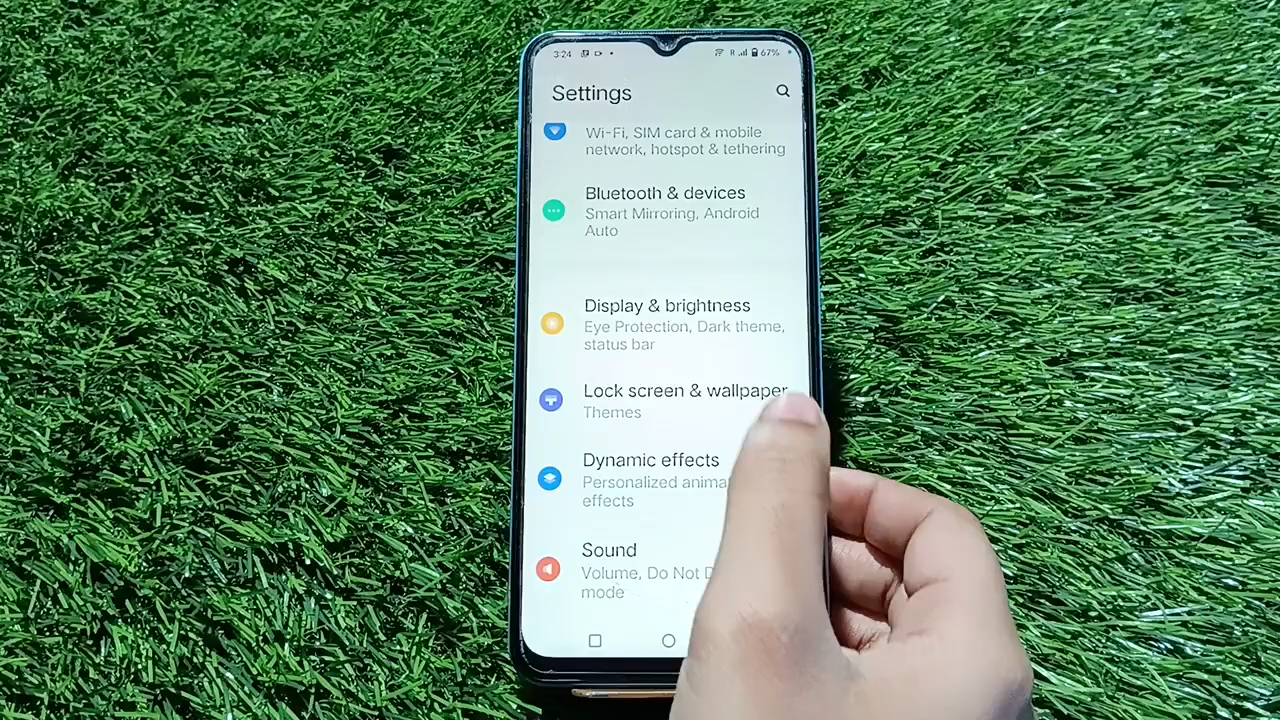 3:24 R 67%
Settings
Wi-Fi, SIM card & mobile
network, hotspot & tethering
Bluetooth & devices
Smart Mirroring, Android
Auto
Display & brightness
Eye Protection, Dark theme,
status bar
Lock screen & wallpaper
Themes
Dynamic effects
Personalized
effects
Sound
Volume, Do Not
mode